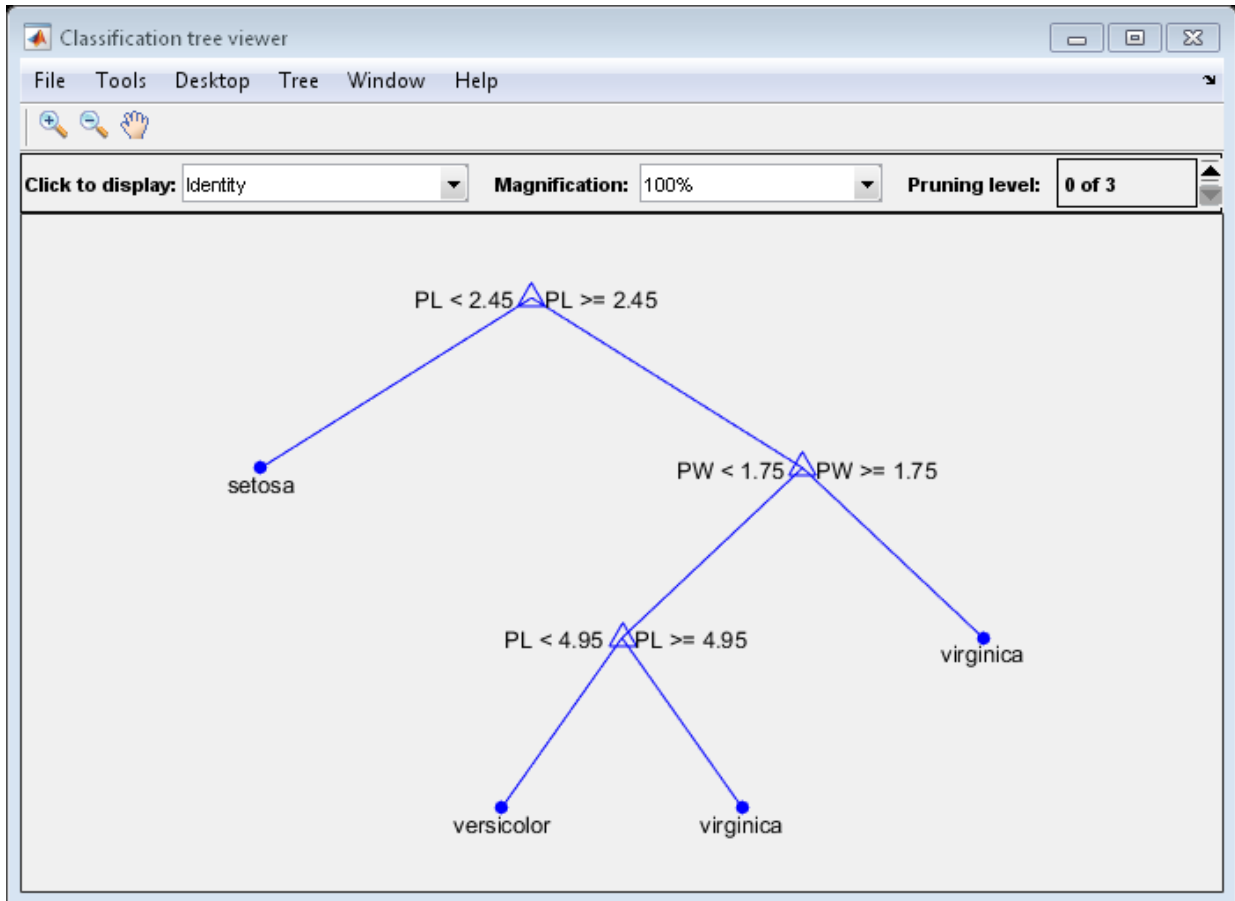 Classification tree viewer
File Tools Desktop Tree Window Help
Click to display: Identity Magnification: 100% Pruning level: 0 of 3
PL < 2.45 PL >= 2.45
setosa
PW < 1.75 PW >= 1.75
PL < 4.95 PL >= 4.95
virginica
versicolor
virginica